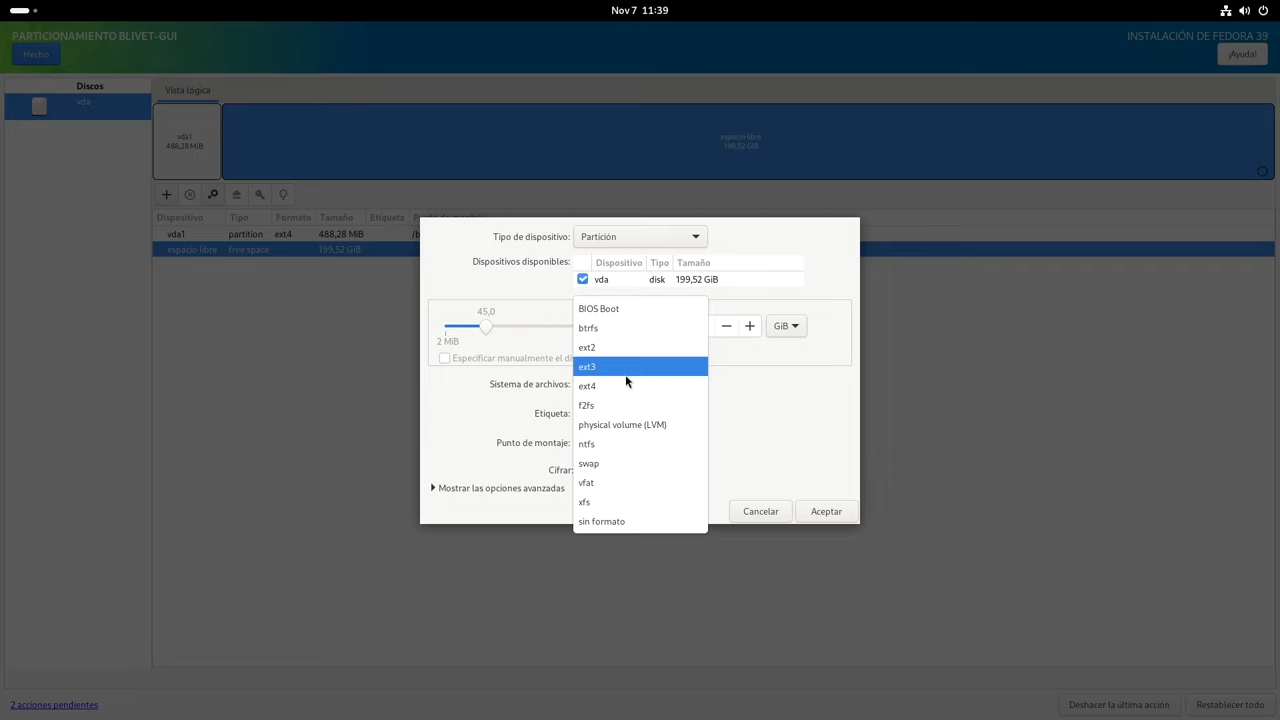 Nov 7 11:39
PARTICIONAMIENTO BLIVET-GUI
INSTALACIÓN DE FEDORA 39
Hecho
¡Ayuda!
Discos
vda
Vista lógica
vda1
488,28 MiB
espacio libre
199,52 GiB
Dispositivo Tipo Formato Tamaño Etiqueta Punto de montaje
vda1 partition ext4 488,28 MiB /b
espacio libre free space 199,52 GiB
Tipo de dispositivo: Partición
Dispositivos disponibles:
Dispositivo Tipo Tamaño
vda disk 199,52 GiB
45,0
2 MiB
GiB
Especificar manualmente el di
Sistema de archivos:
Etiqueta:
Punto de montaje:
Cifrar:
Mostrar las opciones avanzadas
BIOS Boot
btrfs
ext2
ext3
ext4
f2fs
physical volume (LVM)
ntfs
swap
vfat
xfs
sin formato
Cancelar
Aceptar
2 acciones pendientes
Deshacer la última acción
Restablecer todo